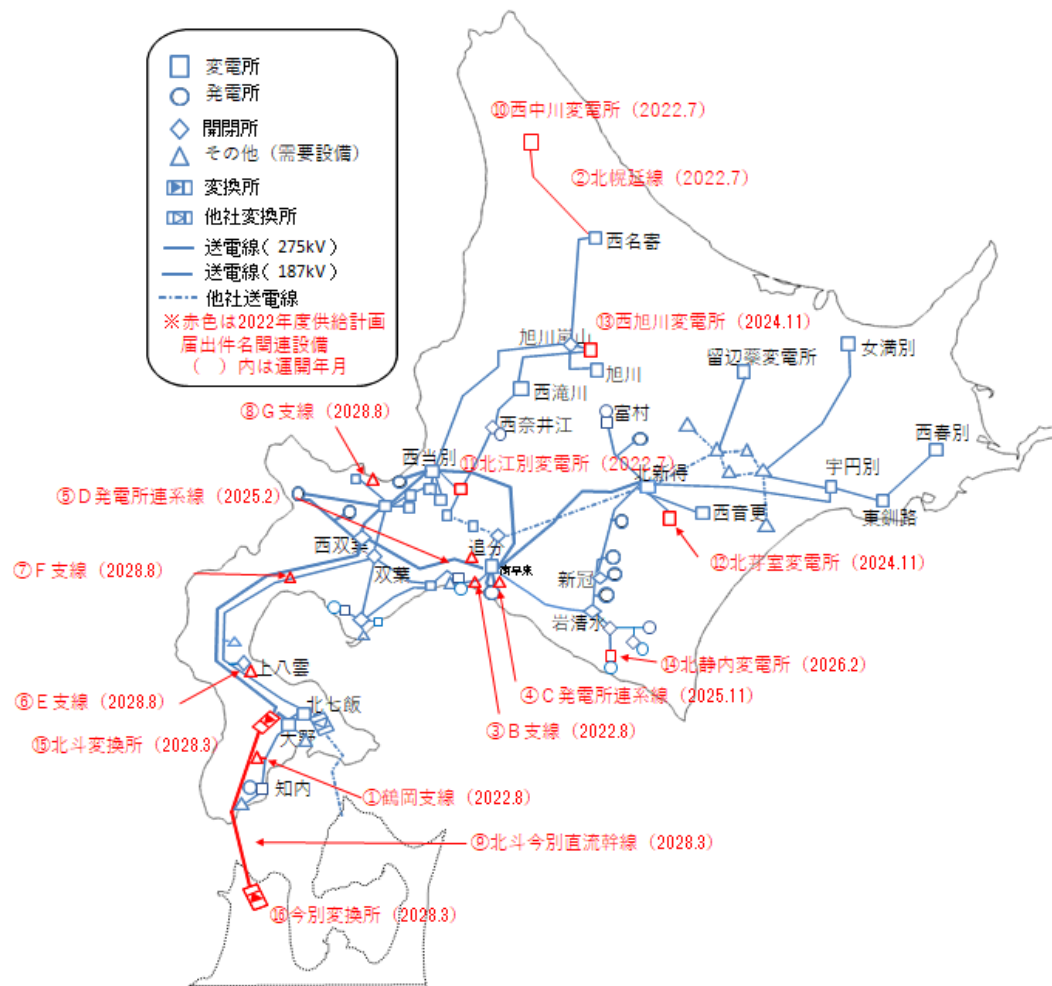 変電所
発電所
開閉所
その他（需要設備）
変換所
他社変換所
送電線（ 275kV）
送電線（ 187kV）
他社送電線
※赤色は2022年度供給計画
届出件名関連設備
（　）内は運開年月
⑩西中川変電所（2022.7）
②北幌延線（2022.7）
西名寄
⑬西旭川変電所（2024.11）
旭川嵐山
旭川
留辺蘂変電所
女満別
西滝川
⑧G支線（2028.8）
西奈井江
富村
西春別
西当別
⑪北江別変電所（2022.7）
北新得
宇円別
⑤D発電所連系線（2025.2）
西音更
東釧路
西双葉
追分
⑫北芽室変電所（2024.11）
⑦F支線（2028.8）
双葉
南早来
新冠
岩清水
⑭北静内変電所（2026.2）
上八雲
④C発電所連系線（2025.11）
⑥E支線（2028.8）
北七飯
③B支線（2022.8）
⑮北斗変換所（2028.3）
大野
知内
①鶴岡支線（2022.8）
⑨北斗今別直流幹線（2028.3）
⑯今別変換所（2028.3）